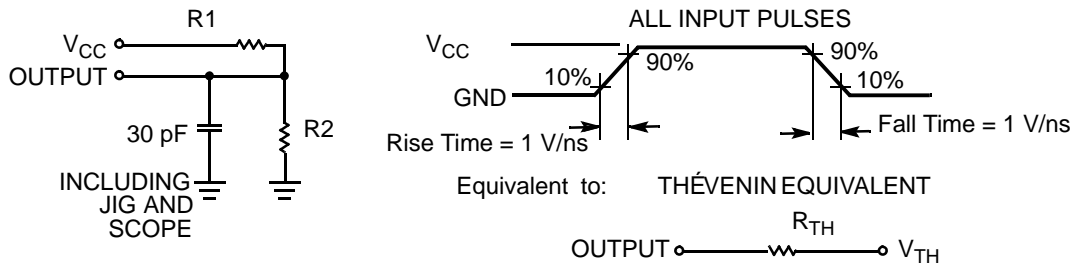 R1
VCC
OUTPUT
30 pF
R2
INCLUDING
JIG AND
SCOPE
ALL INPUT PULSES
VCC
90%
90%
10%
10%
GND
Rise Time = 1 V/ns
Fall Time = 1 V/ns
Equivalent to: THÉVENIN EQUIVALENT
RTH
OUTPUT
VTH